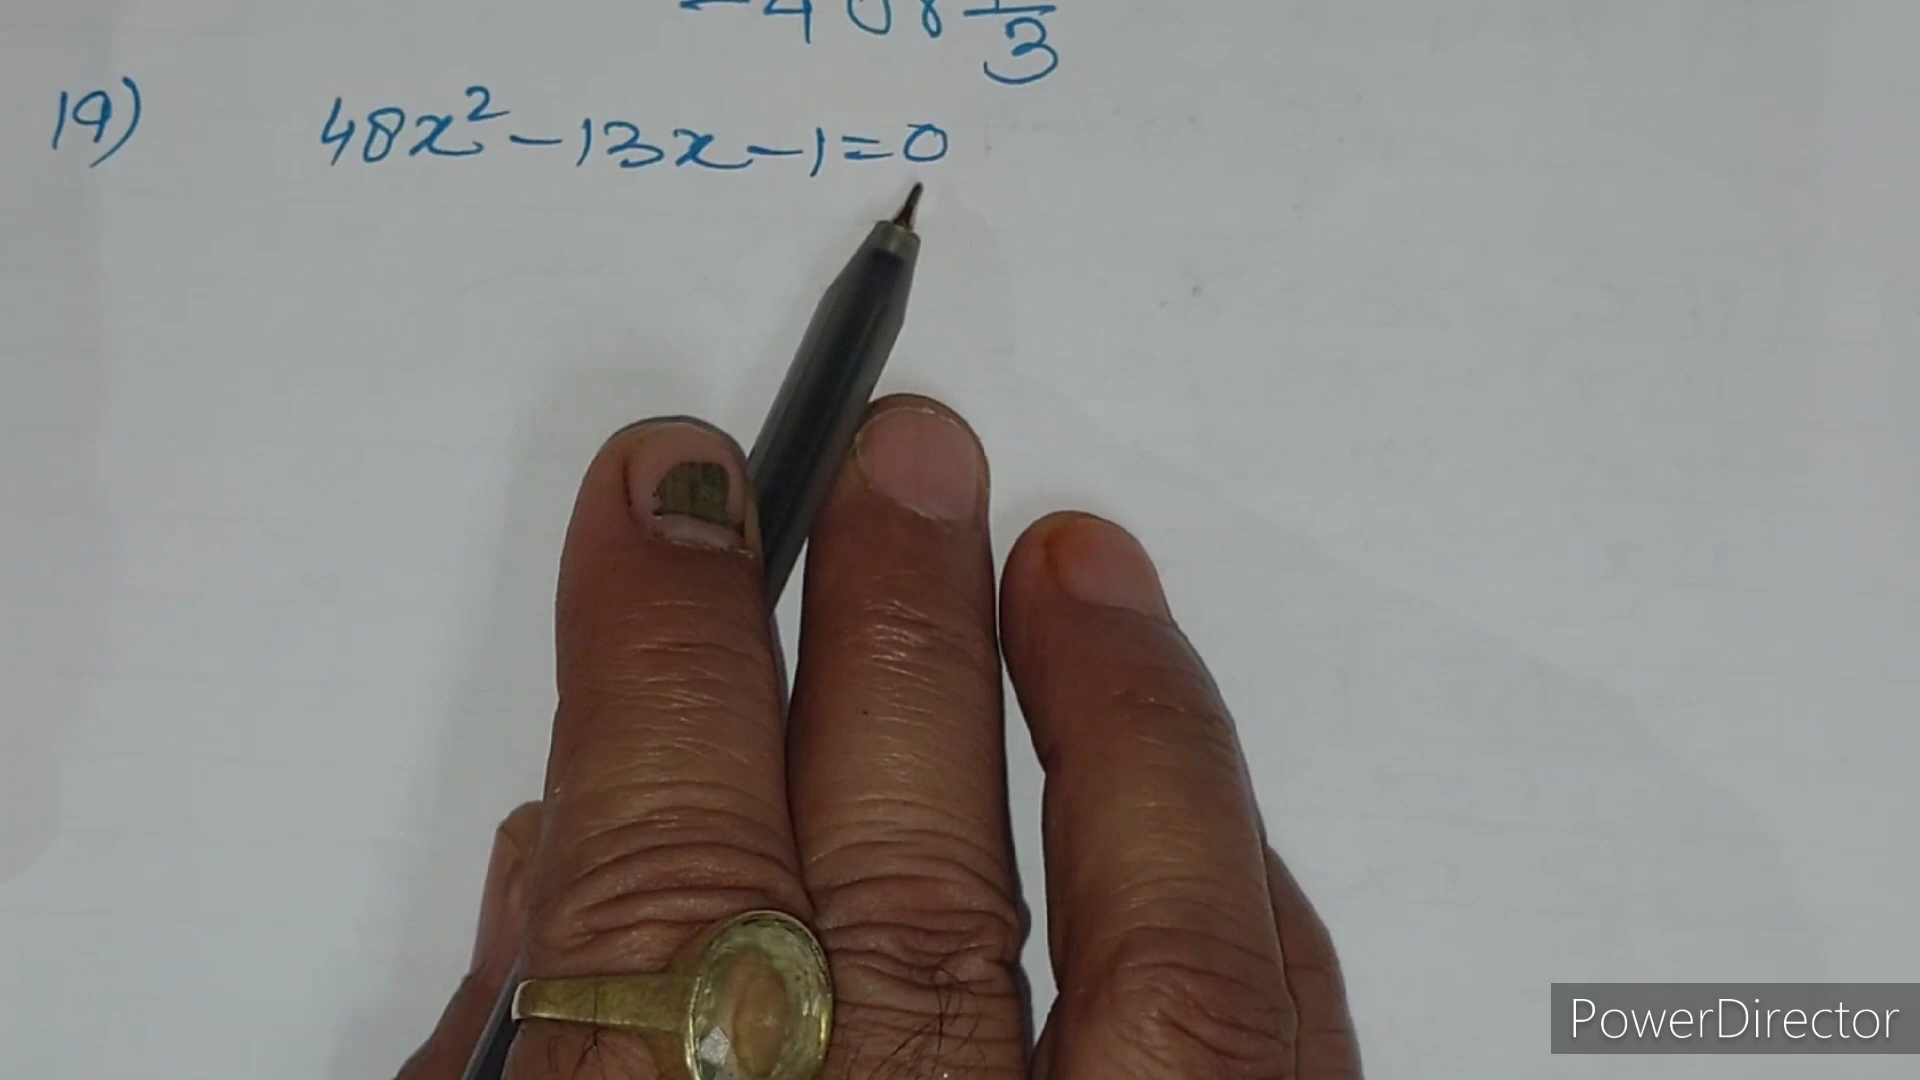 19) 48x² - 13x - 1 = 0
PowerDirector